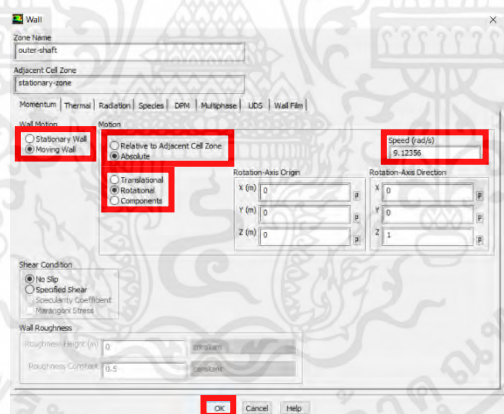 Wall
Zone Name
outer-shaft
Adjacent Cell Zone
stationary-zone
Momentum Thermal Radiation Species DPM Multiphase UDS Wall Film
Wall Motion Motion
Stationary Wall
Moving Wall
Relative to Adjacent Cell Zone
Absolute
Speed (rad/s)
9.12356
Translational
Rotational
Components
Rotation-Axis Origin
X (m) 0 P
Y (m) 0 P
Z (m) 0 P
Rotation-Axis Direction
X 0 P
Y 0 P
Z 1 P
Shear Condition
No Slip
Specified Shear
Specularity Coefficient
Marangoni Stress
Wall Roughness
Roughness Height (m) 0 constant
Roughness Constant 0.5 constant
OK Cancel Help